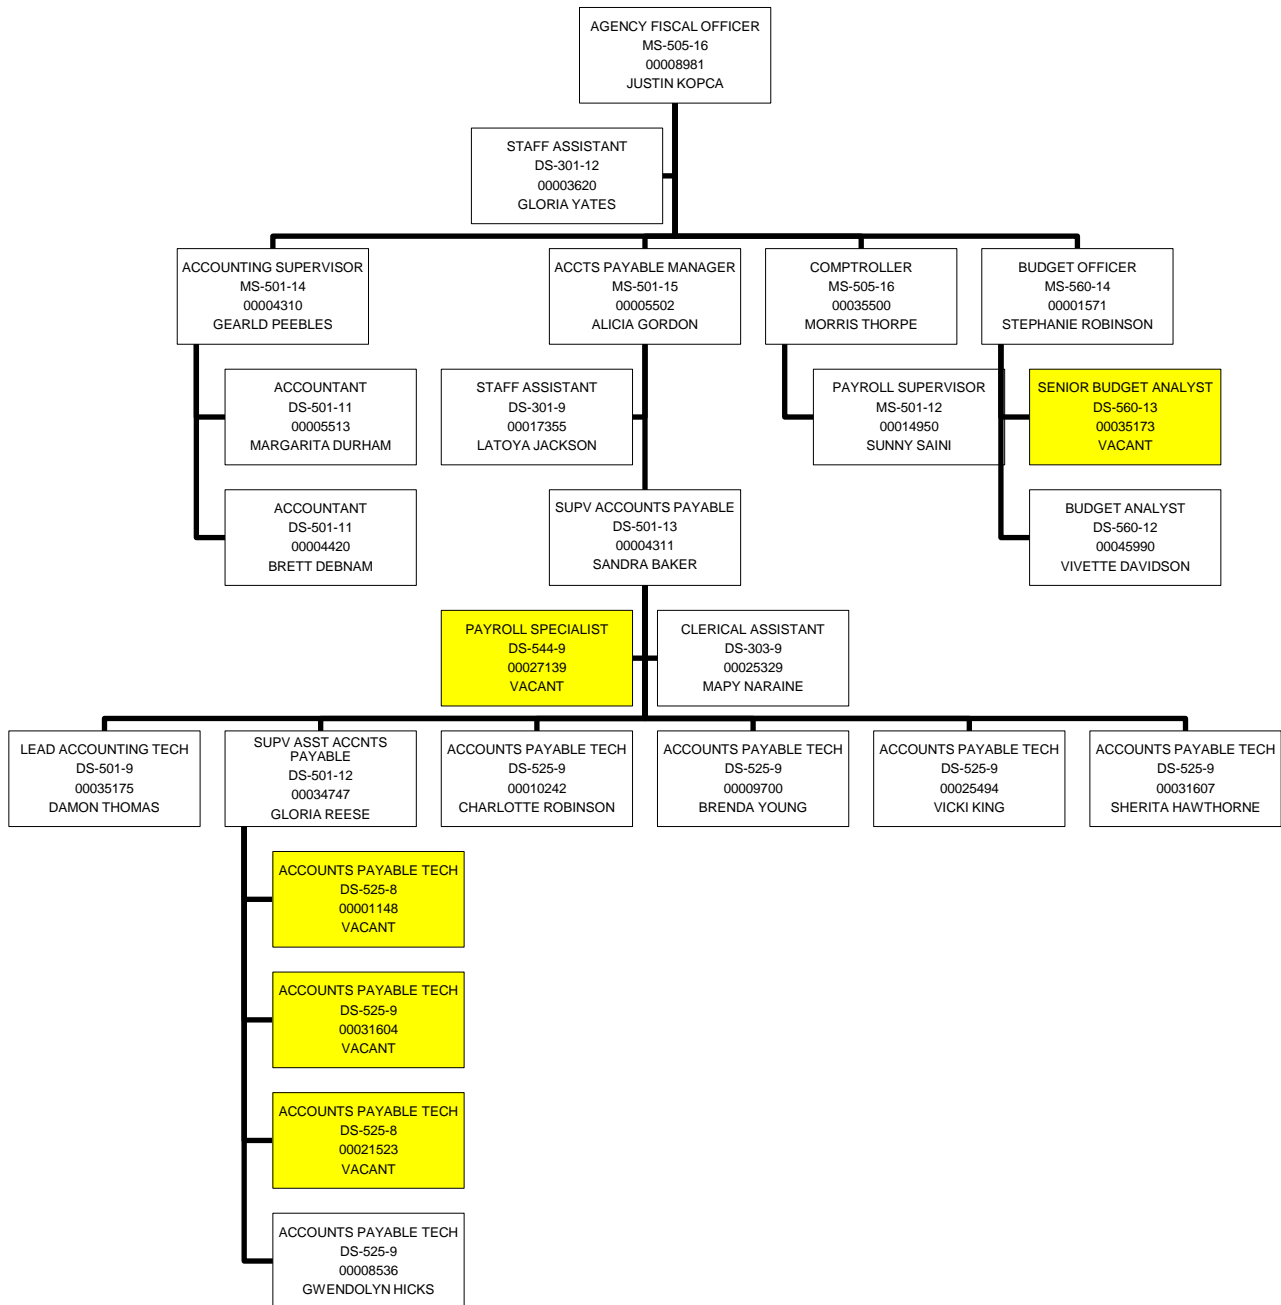 AGENCY FISCAL OFFICER
MS-505-16
00008981
JUSTIN KOPCA
STAFF ASSISTANT
DS-301-12
00003620
GLORIA YATES
ACCOUNTING SUPERVISOR
MS-501-14
00004310
GEARLD PEEBLES
ACCTS PAYABLE MANAGER
MS-501-15
00005502
ALICIA GORDON
COMPTROLLER
MS-505-16
00035500
MORRIS THORPE
BUDGET OFFICER
MS-560-14
00001571
STEPHANIE ROBINSON
ACCOUNTANT
DS-501-11
00005513
MARGARITA DURHAM
STAFF ASSISTANT
DS-301-9
00017355
LATOYA JACKSON
PAYROLL SUPERVISOR
MS-501-12
00014950
SUNNY SAINI
SENIOR BUDGET ANALYST
DS-560-13
00035173
VACANT
ACCOUNTANT
DS-501-11
00004420
BRETT DEBNAM
SUPV ACCOUNTS PAYABLE
DS-501-13
00004311
SANDRA BAKER
BUDGET ANALYST
DS-560-12
00045990
VIVETTE DAVIDSON
PAYROLL SPECIALIST
DS-544-9
00027139
VACANT
CLERICAL ASSISTANT
DS-303-9
00025329
MAPY NARAINE
LEAD ACCOUNTING TECH
DS-501-9
00035175
DAMON THOMAS
SUPV ASST ACCNTS
PAYABLE
DS-501-12
00034747
GLORIA REESE
ACCOUNTS PAYABLE TECH
DS-525-9
00010242
CHARLOTTE ROBINSON
ACCOUNTS PAYABLE TECH
DS-525-9
00009700
BRENDA YOUNG
ACCOUNTS PAYABLE TECH
DS-525-9
00025494
VICKI KING
ACCOUNTS PAYABLE TECH
DS-525-9
00031607
SHERITA HAWTHORNE
ACCOUNTS PAYABLE TECH
DS-525-8
00001148
VACANT
ACCOUNTS PAYABLE TECH
DS-525-9
00031604
VACANT
ACCOUNTS PAYABLE TECH
DS-525-8
00021523
VACANT
ACCOUNTS PAYABLE TECH
DS-525-9
00008536
GWENDOLYN HICKS